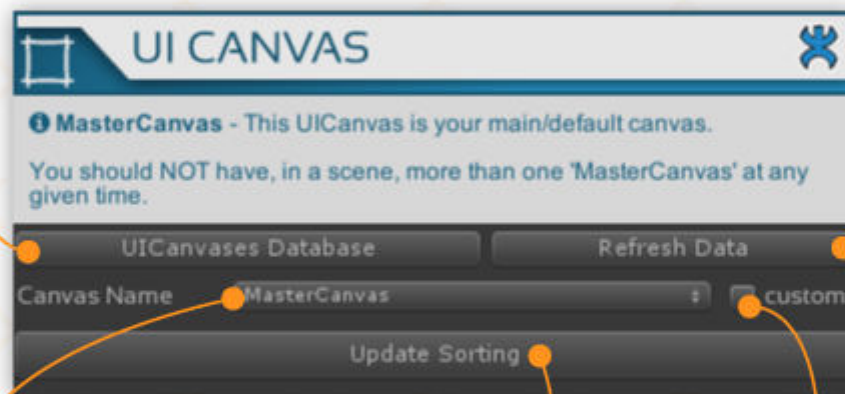 UI CANVAS
MasterCanvas - This UICanvas is your main/default canvas.
You should NOT have, in a scene, more than one 'MasterCanvas' at any
given time.
UICanvases Database Refresh Data
Canvas Name MasterCanvas custom
Update Sorting